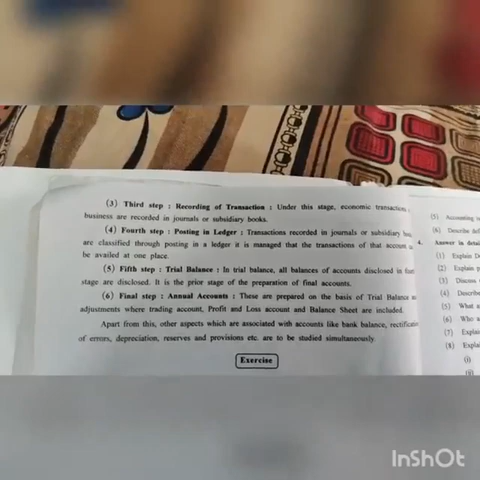 (3) Third step : Recording of Transaction : Under this stage, economic
business are recorded in journals or subsidiary books.
(4) Fourth step : Posting in Ledger : Transactions recorded in journals or subsidiary
are classified through posting in a ledger it is managed that the transactions of that account
be availed at one place.
(5) Fifth step : Trial Balance : In trial balance, all balances of accounts disclosed in
stage are disclosed. It is the prior stage of the preparation of final accounts.
(6) Final step : Annual Accounts : These are prepared on the basis of Trial Balance
adjustments where trading account, Profit and Loss account and Balance Sheet are included.
Apart from this, other aspects which are associated with accounts like bank balance,
of errors, depreciation, reserves and provisions etc. are to be studied simultaneously.
Exercise
(5) Accounting
(6) Describe
4. Answer in
(1) Explain
(2) Explain
(3) Discuss
(4) Describe
(5) What
(6) Who
(7)
(8)
(i)
(ii)
InShOt